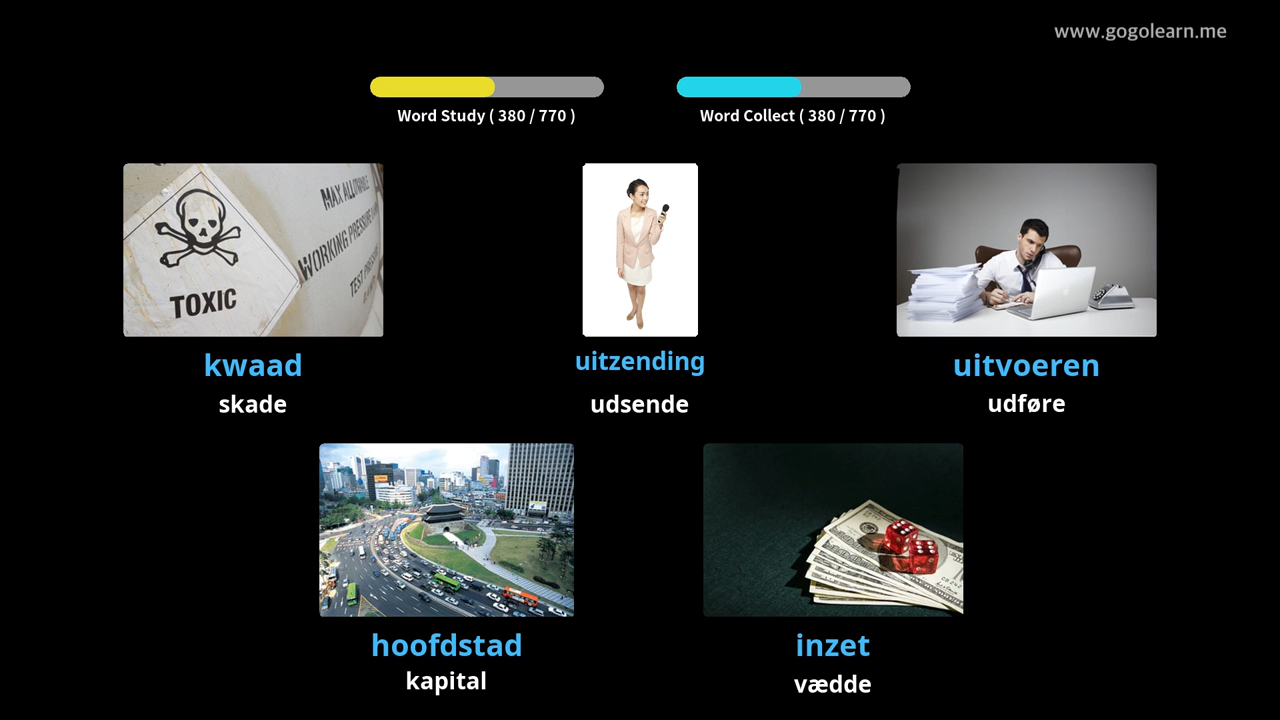 www.gogolearn.me
Word Study ( 380 / 770 )
Word Collect ( 380 / 770 )
MAX ALLOWABLE
WORKING PRESSURE
TEST
TOXIC
kwaad
uitzending
uitvoeren
skade
udsende
udføre
hoofdstad
inzet
kapital
vædde